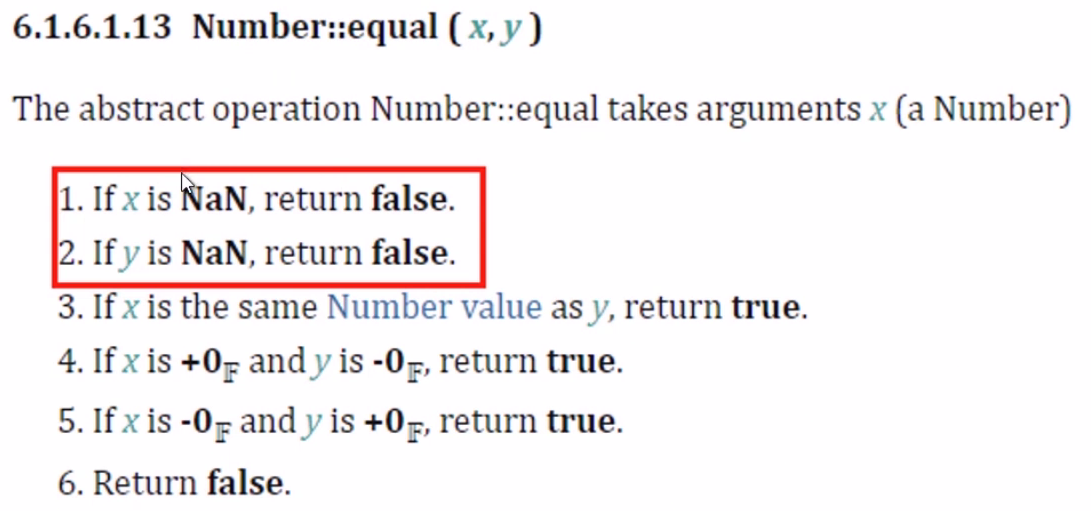 6.1.6.1.13 Number::equal ( x, y )
The abstract operation Number::equal takes arguments x (a Number)
1. If x is NaN, return false.
2. If y is NaN, return false.
3. If x is the same Number value as y, return true.
4. If x is +0𝔽 and y is -0𝔽, return true.
5. If x is -0𝔽 and y is +0𝔽, return true.
6. Return false.